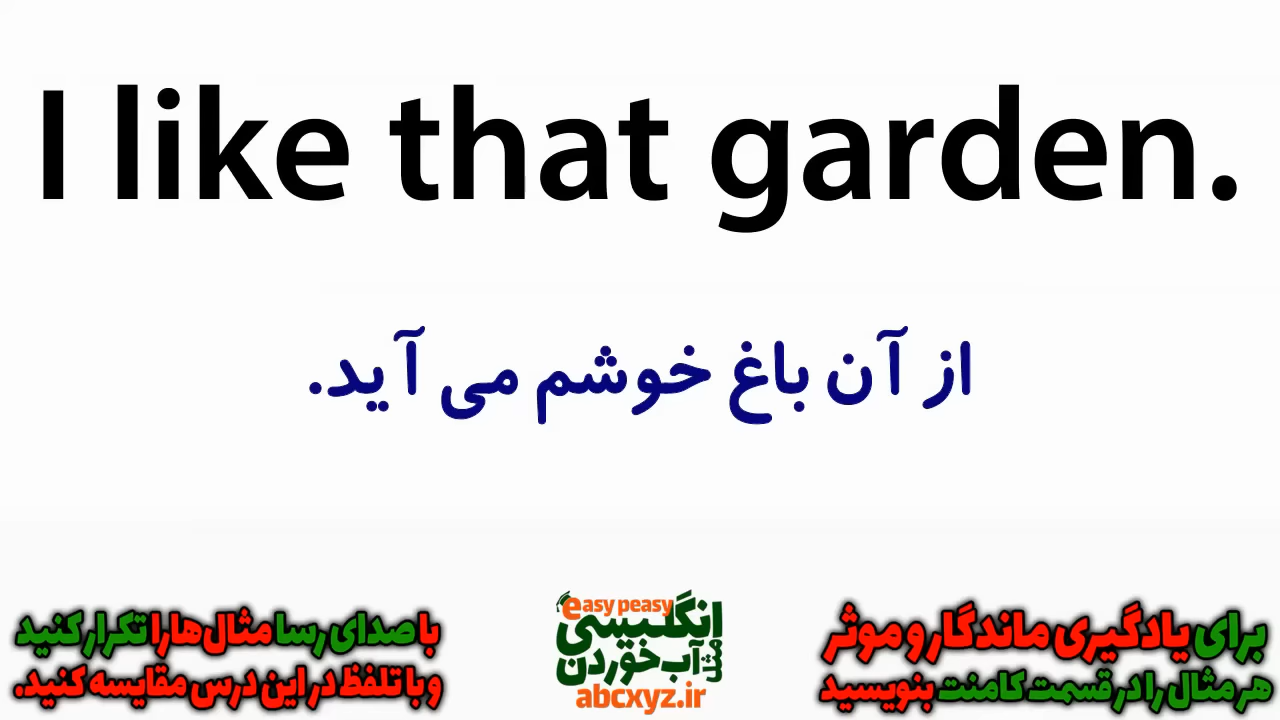 I like that garden.
از آن باغ خوشم می آید.
برای یادگیری ماندگار و موثر
هر مثال را در قسمت کامنت بنویسید
easy peasy
انگلیسی
مثل آب خوردن
abcxyz.ir
با صدای رسا مثال‌ها را تکرار کنید
و با تلفظ در این درس مقایسه کنید.